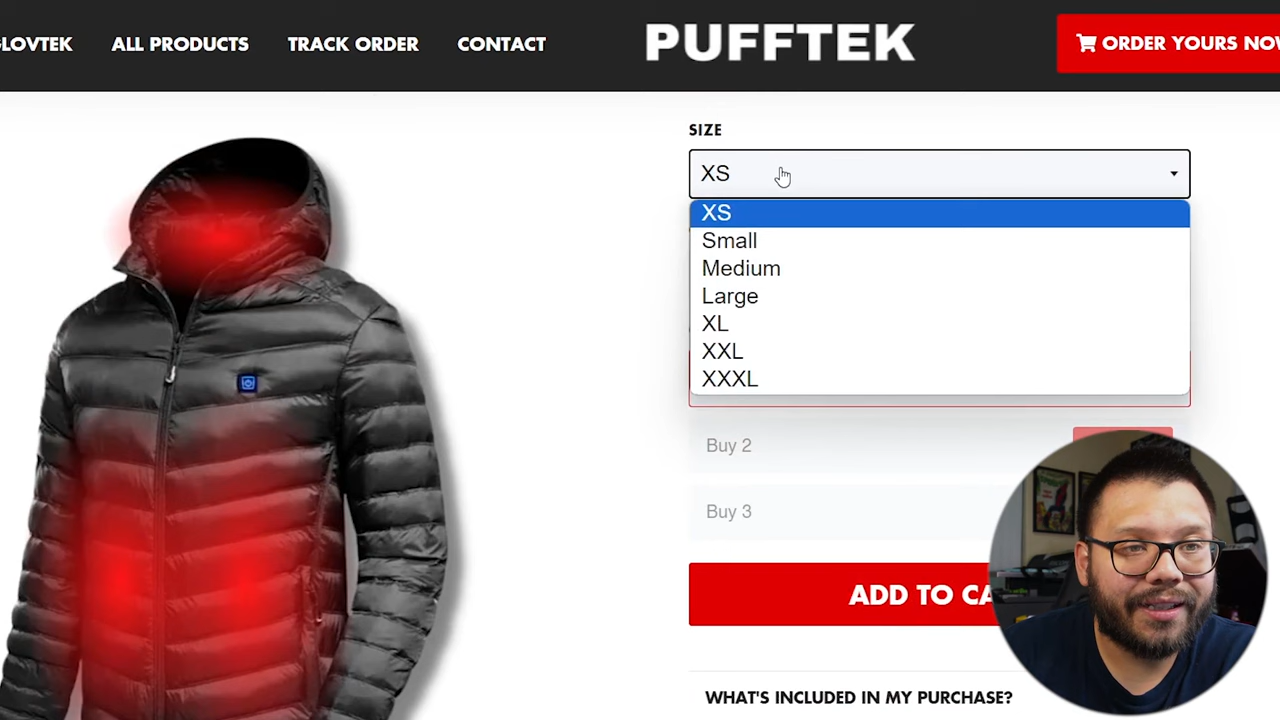 GLOVTEK ALL PRODUCTS TRACK ORDER CONTACT PUFFTEK ORDER YOURS NOW
SIZE
XS
XS
Small
Medium
Large
XL
XXL
XXXL
Buy 2
Buy 3
ADD TO CA
WHAT'S INCLUDED IN MY PURCHASE?